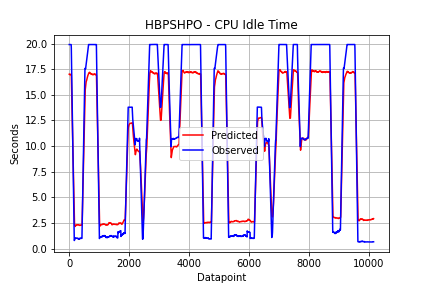 HBPSHPO - CPU Idle Time
20.0
17.5
15.0
12.5
10.0
7.5
5.0
2.5
0.0
Seconds
Predicted
Observed
0 2000 4000 6000 8000 10000
Datapoint